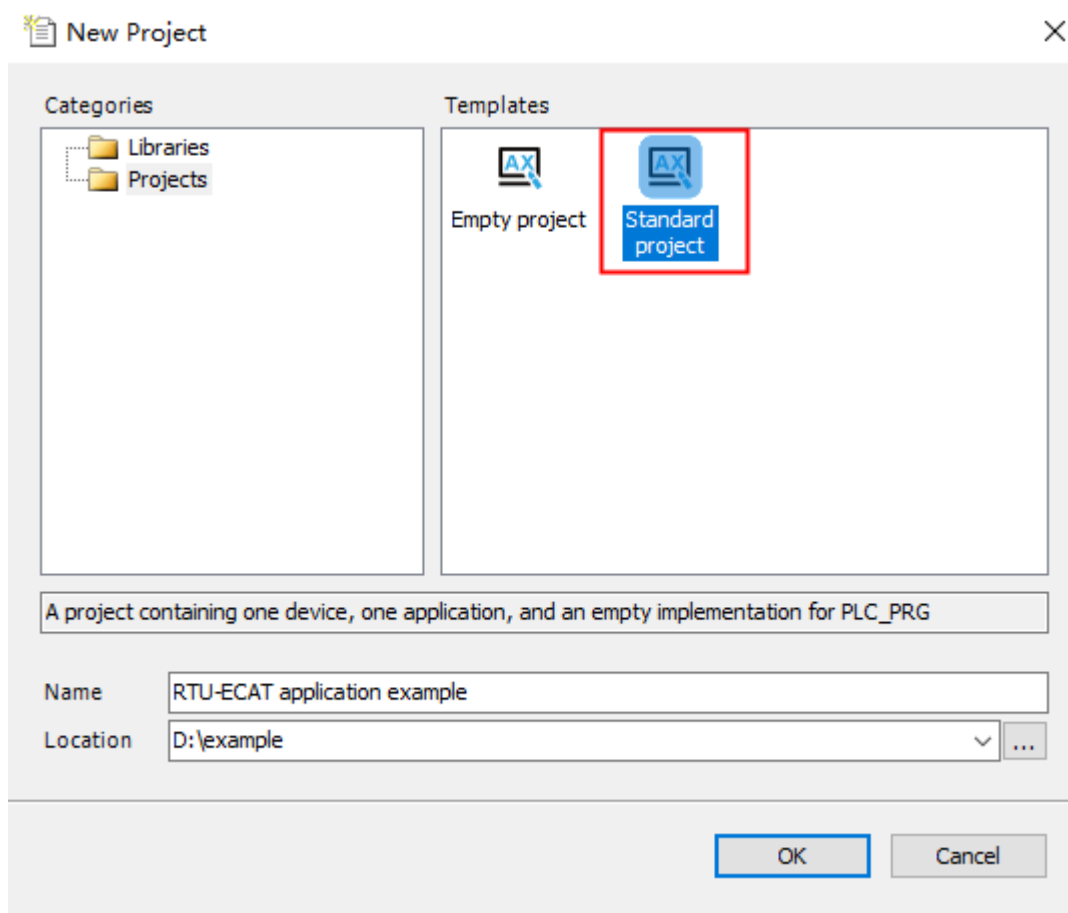 New Project
Categories
Templates
Libraries
Projects
AX
Empty project
AX
Standard
project
A project containing one device, one application, and an empty implementation for PLC_PRG
Name
RTU-ECAT application example
Location
D:\example
...
OK
Cancel